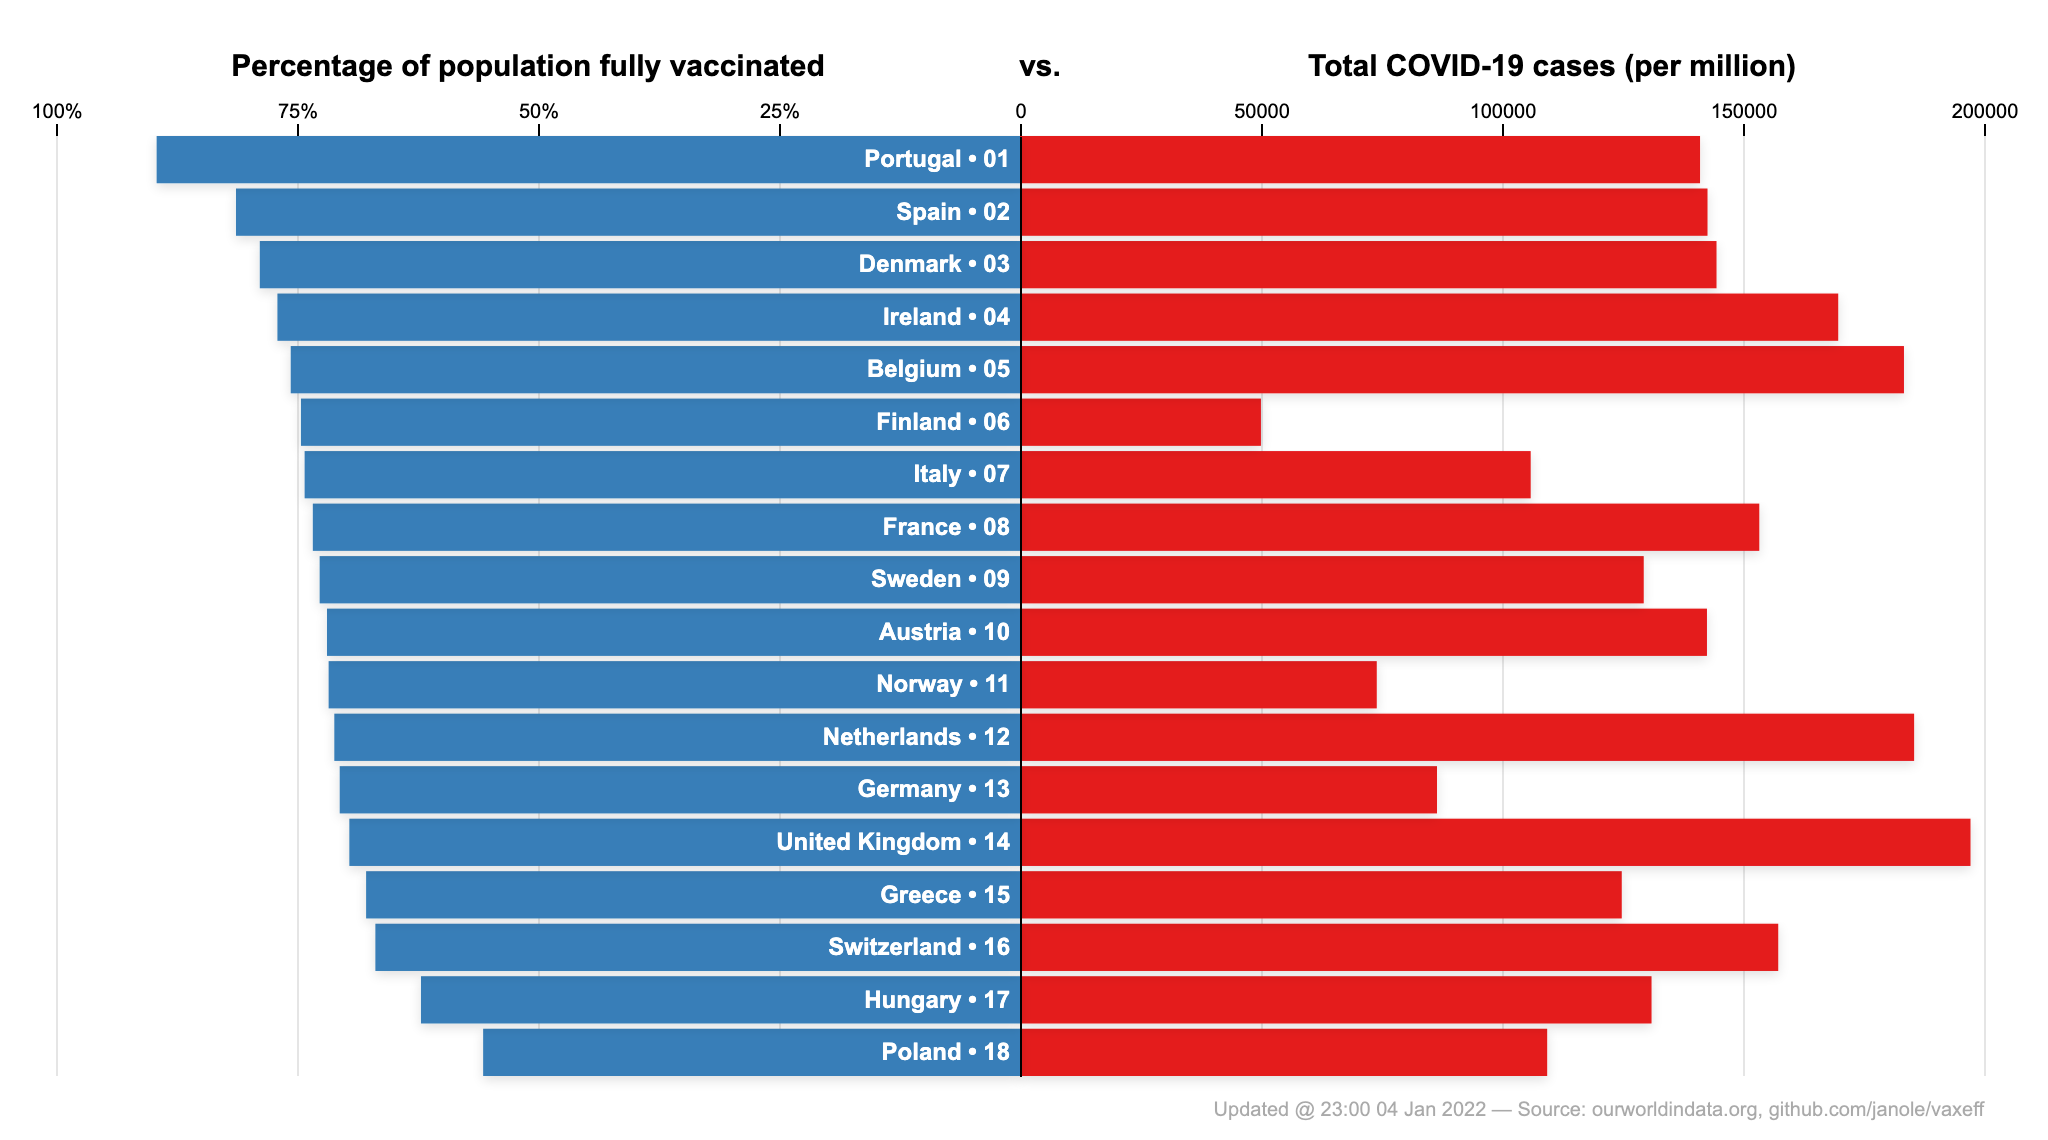 Percentage of population fully vaccinated vs. Total COVID-19 cases (per million)
100% 75% 50% 25% 0 50000 100000 150000 200000
Portugal • 01
Spain • 02
Denmark • 03
Ireland • 04
Belgium • 05
Finland • 06
Italy • 07
France • 08
Sweden • 09
Austria • 10
Norway • 11
Netherlands • 12
Germany • 13
United Kingdom • 14
Greece • 15
Switzerland • 16
Hungary • 17
Poland • 18
Updated @ 23:00 04 Jan 2022 — Source: ourworldindata.org, github.com/janole/vaxeff